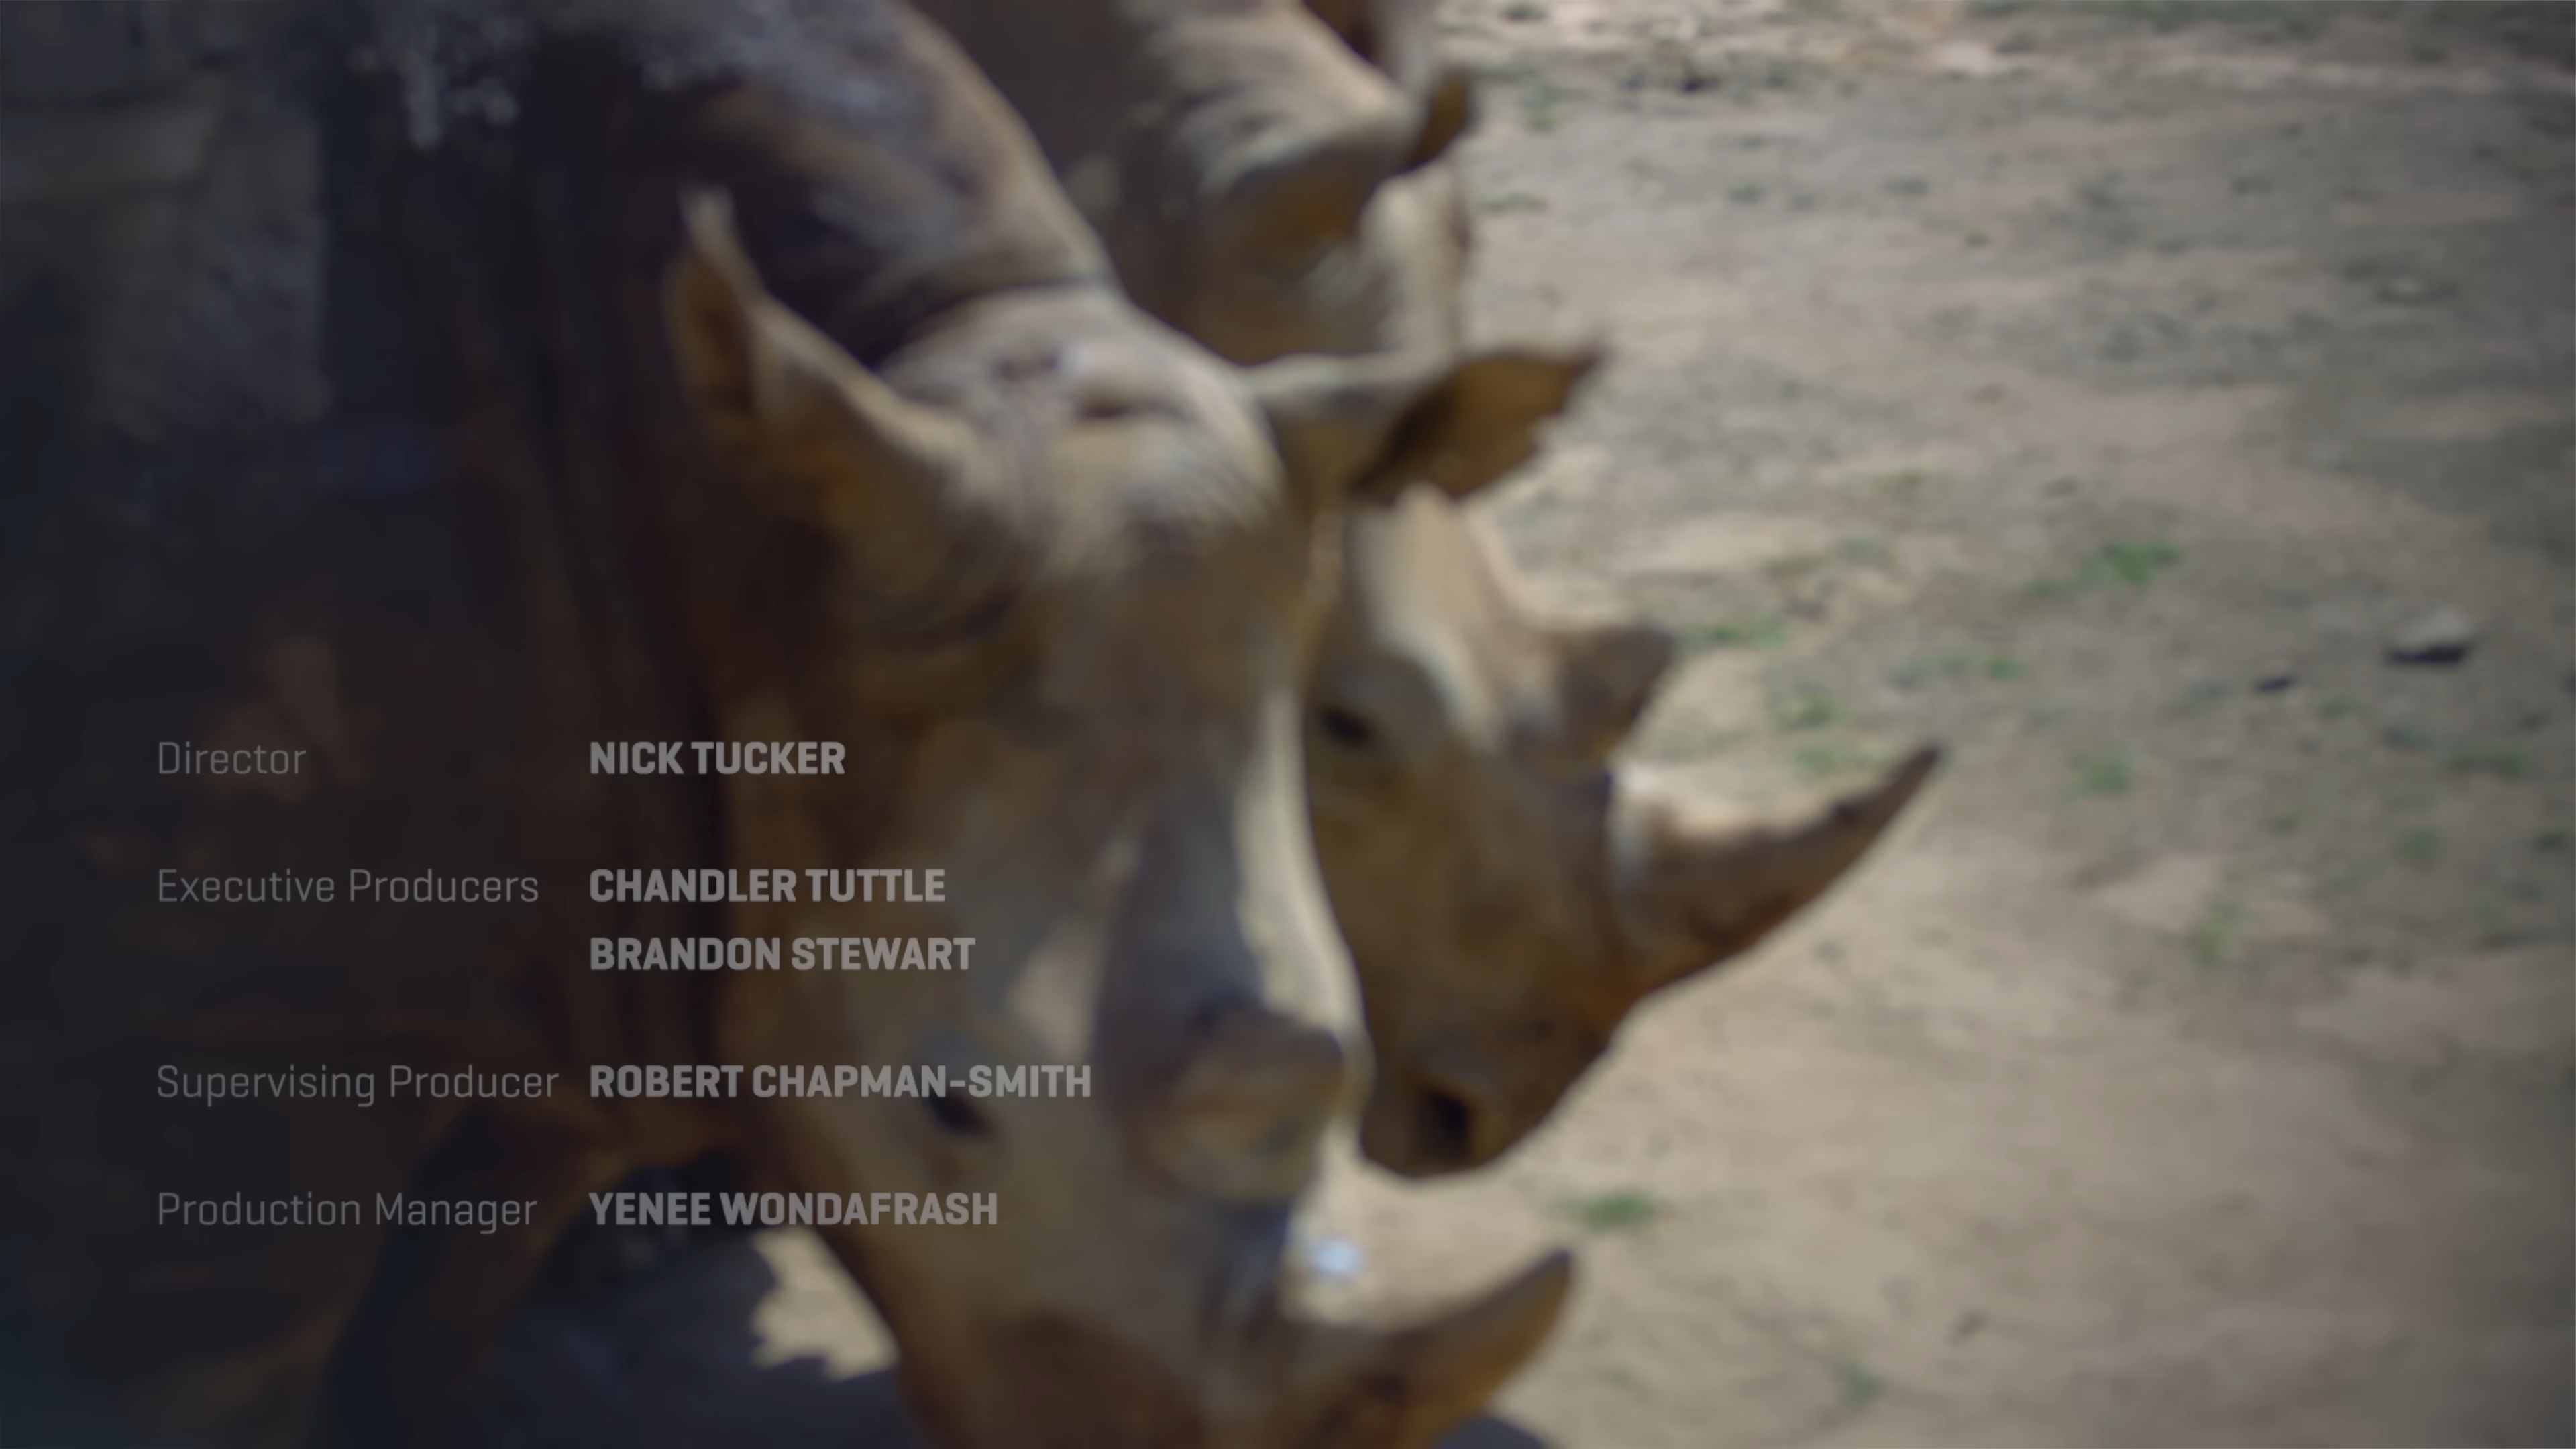 Director NICK TUCKER
Executive Producers CHANDLER TUTTLE
BRANDON STEWART
Supervising Producer ROBERT CHAPMAN-SMITH
Production Manager YENEE WONDAFRASH